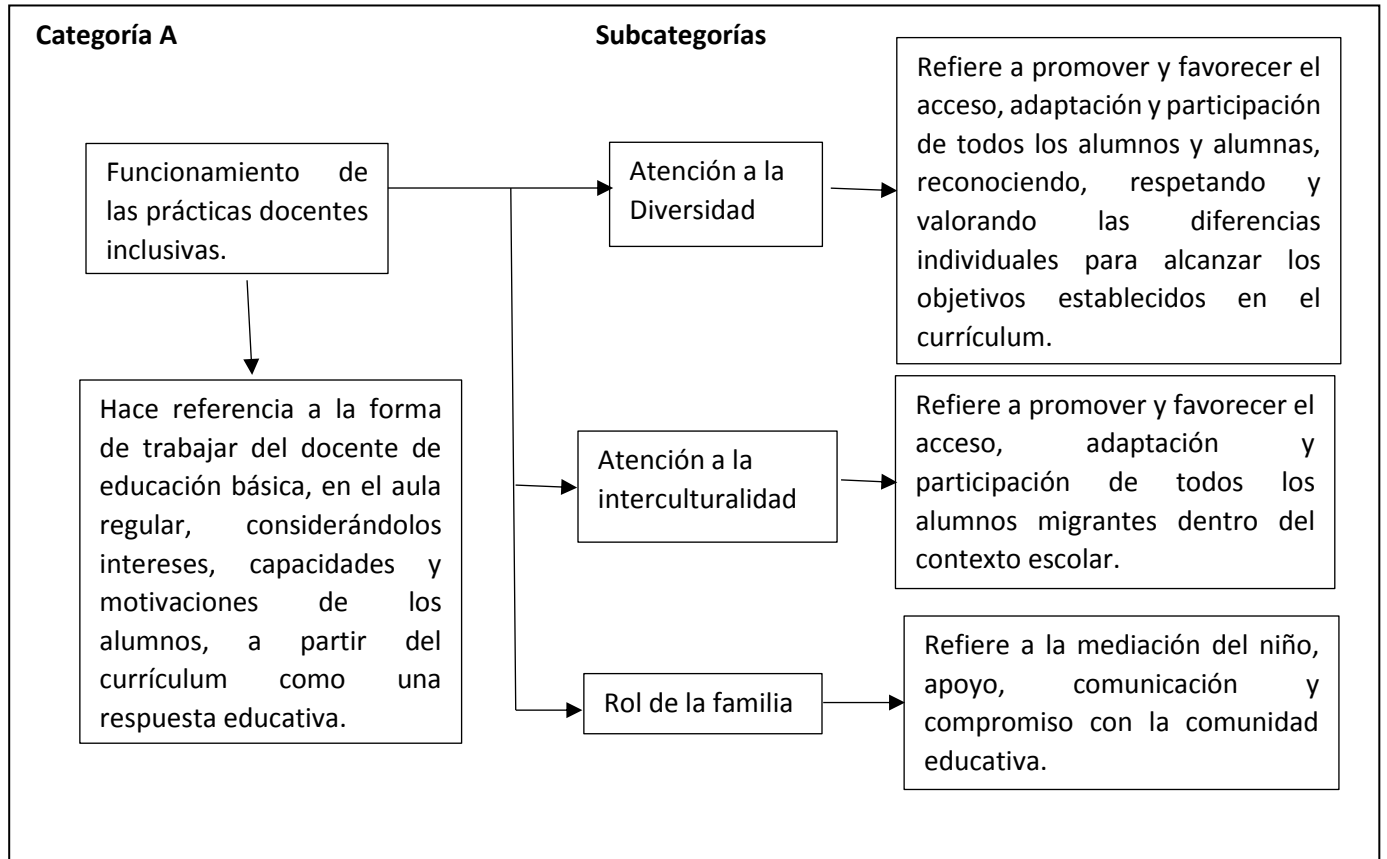 Categoría A
Subcategorías
Funcionamiento de
las prácticas docentes
inclusivas.
Hace referencia a la forma
de trabajar del docente de
educación básica, en el aula
regular, considerándolos
intereses, capacidades y
motivaciones de los
alumnos, a partir del
currículum como una
respuesta educativa.
Atención a la
Diversidad
Refiere a promover y favorecer el
acceso, adaptación y participación
de todos los alumnos y alumnas,
reconociendo, respetando y
valorando las diferencias
individuales para alcanzar los
objetivos establecidos en el
currículum.
Atención a la
interculturalidad
Refiere a promover y favorecer el
acceso, adaptación y
participación de todos los
alumnos migrantes dentro del
contexto escolar.
Rol de la familia
Refiere a la mediación del niño,
apoyo, comunicación y
compromiso con la comunidad
educativa.